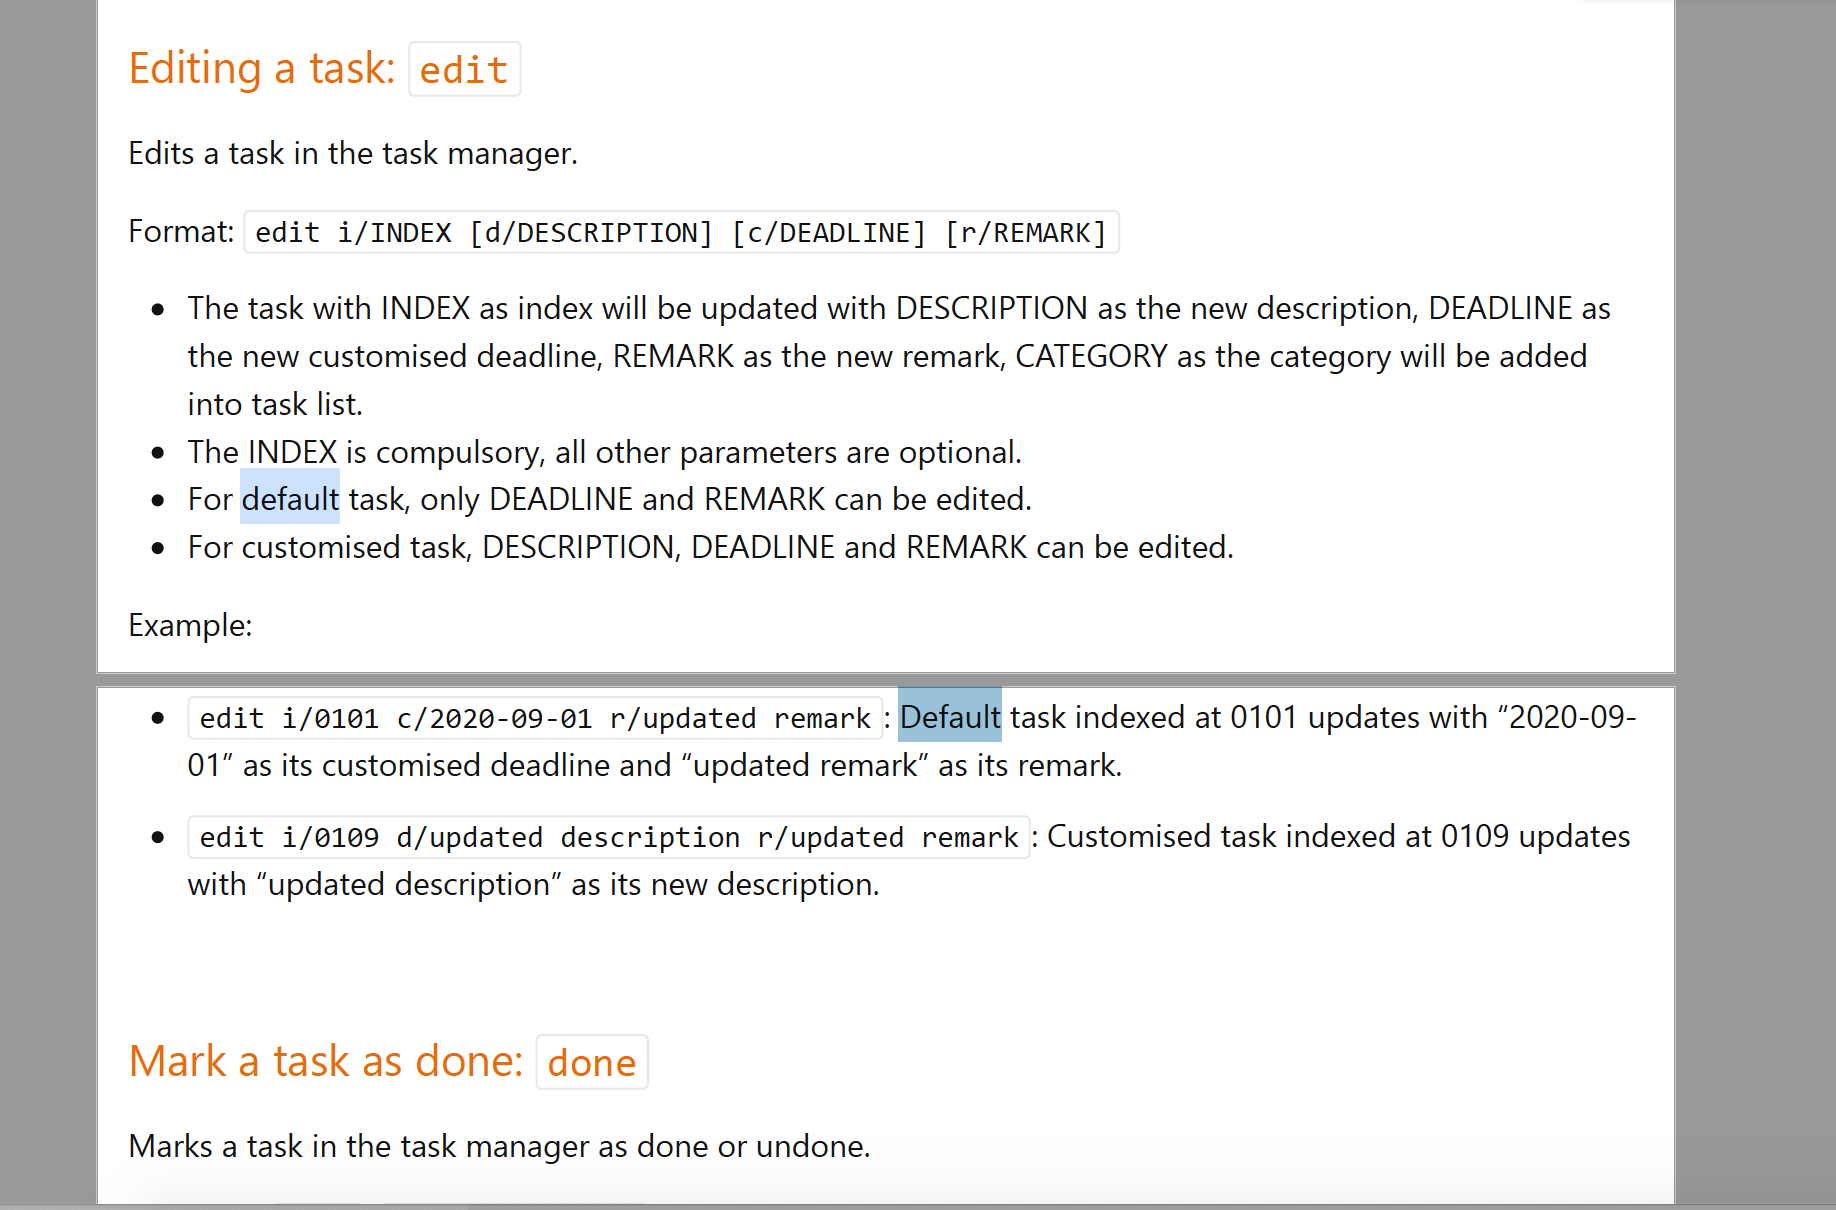 Editing a task: edit
Edits a task in the task manager.
Format: edit i/INDEX [d/DESCRIPTION] [c/DEADLINE] [r/REMARK]
• The task with INDEX as index will be updated with DESCRIPTION as the new description, DEADLINE as
the new customised deadline, REMARK as the new remark, CATEGORY as the category will be added
into task list.
• The INDEX is compulsory, all other parameters are optional.
• For default task, only DEADLINE and REMARK can be edited.
• For customised task, DESCRIPTION, DEADLINE and REMARK can be edited.
Example:
• edit i/0101 c/2020-09-01 r/updated remark : Default task indexed at 0101 updates with “2020-09-
01” as its customised deadline and “updated remark” as its remark.
• edit i/0109 d/updated description r/updated remark : Customised task indexed at 0109 updates
with “updated description” as its new description.
Mark a task as done: done
Marks a task in the task manager as done or undone.